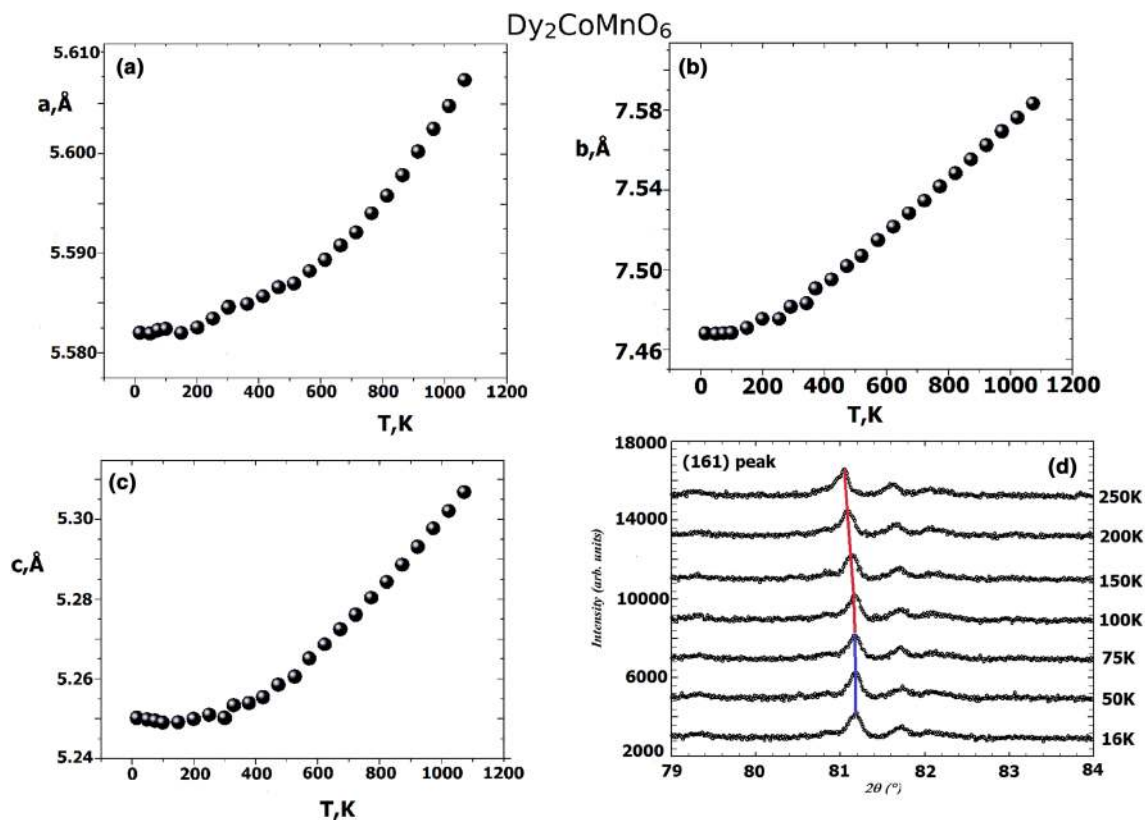 Dy₂CoMnO₆
(a)
a,Å
5.610
5.600
5.590
5.580
0 200 400 600 800 1000 1200
T,K
(b)
b,Å
7.58
7.54
7.50
7.46
0 200 400 600 800 1000 1200
T,K
(c)
c,Å
5.30
5.28
5.26
5.24
0 200 400 600 800 1000 1200
T,K
(161) peak
(d)
Intensity (arb. units)
18000
14000
10000
6000
2000
250K
200K
150K
100K
75K
50K
16K
79 80 81 82 83 84
2θ (°)